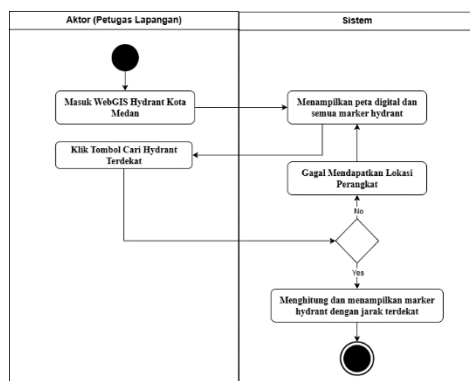 Aktor (Petugas Lapangan)
Sistem
Masuk WebGIS Hydrant Kota
Medan
Menampilkan peta digital dan
semua marker hydrant
Klik Tombol Cari Hydrant
Terdekat
Gagal Mendapatkan Lokasi
Perangkat
No
Yes
Menghitung dan menampilkan marker
hydrant dengan jarak terdekat